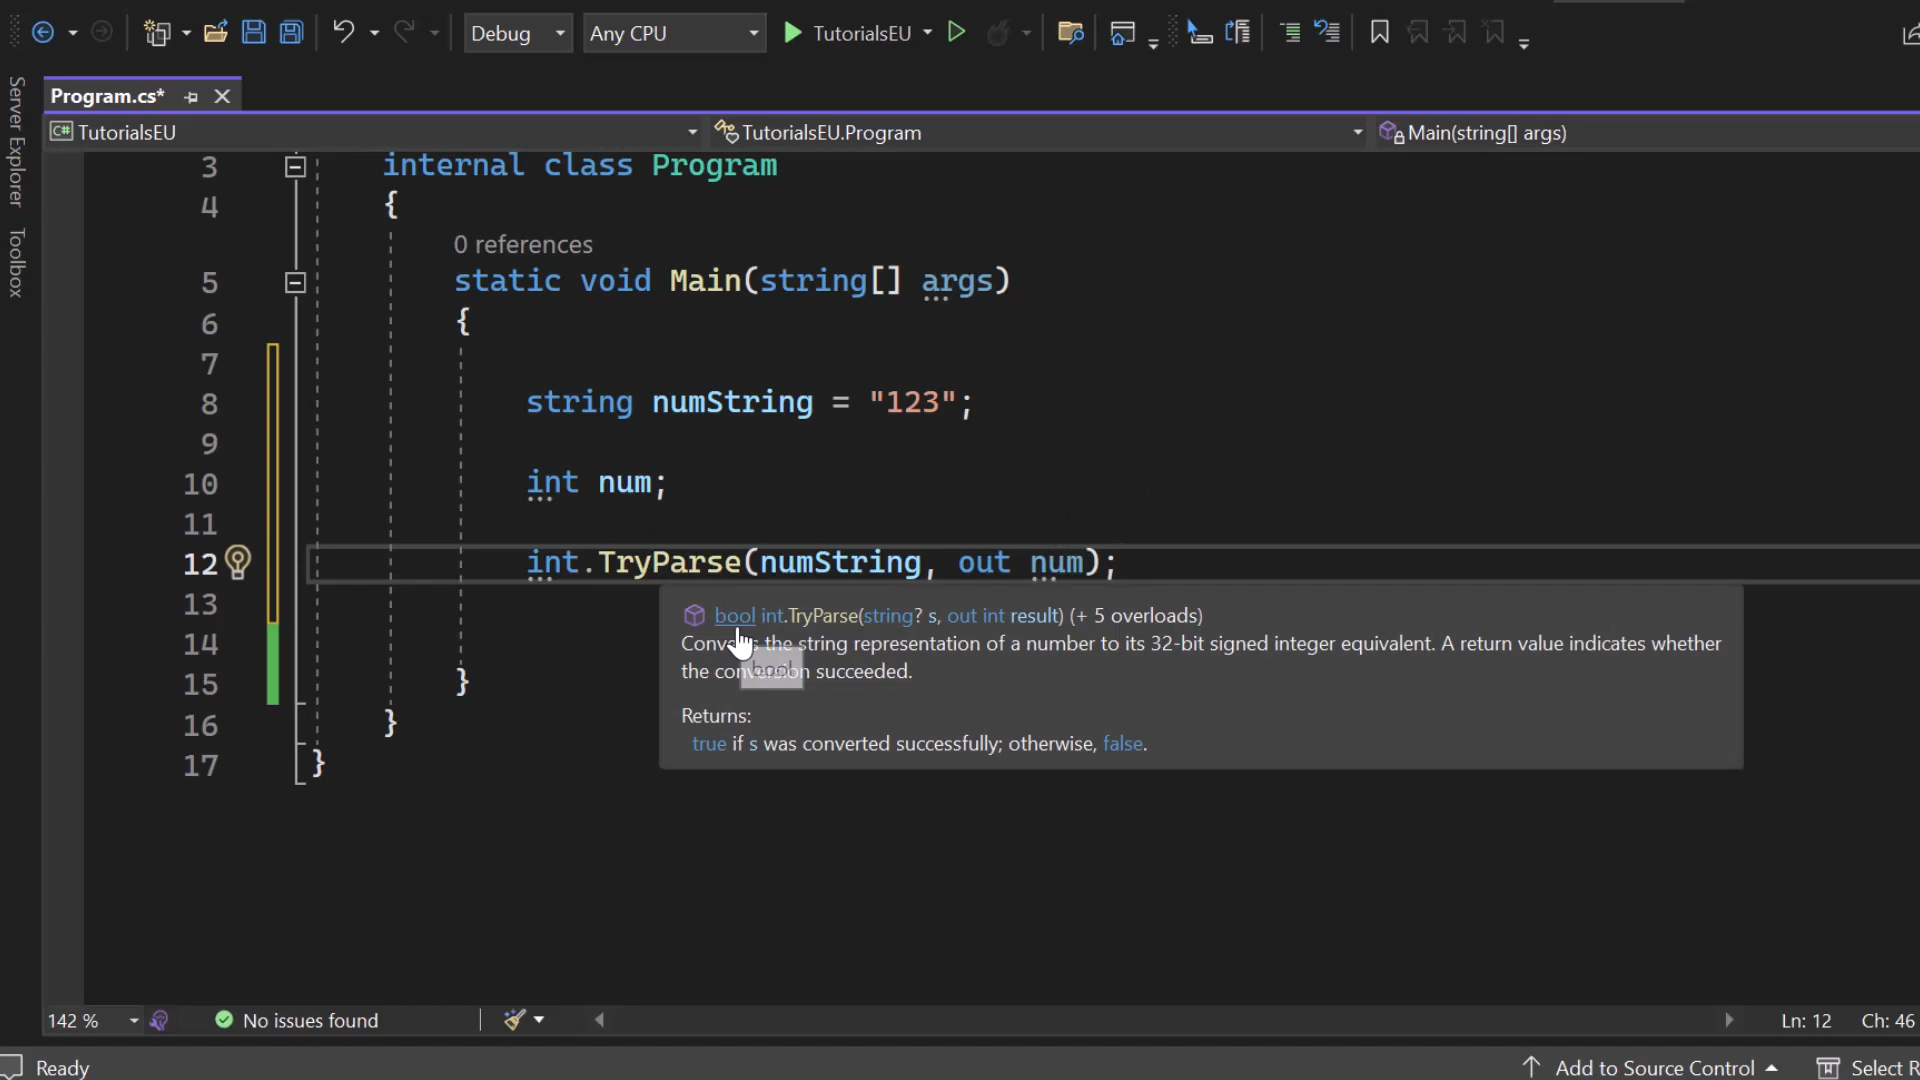 Debug Any CPU TutorialsEU
Server Explorer
Toolbox
Program.cs*
C# TutorialsEU TutorialsEU.Program Main(string[] args)
3 internal class Program
4 {
0 references
5 static void Main(string[] args)
6 {
7
8 string numString = "123";
9
10 int num;
11
12 int.TryParse(numString, out num);
13
14
15 }
16 }
17 }
bool int.TryParse(string? s, out int result) (+ 5 overloads)
the string representation of a number to its 32-bit signed integer equivalent. A return value indicates whether
the conversion succeeded.
bool
Returns:
true if s was converted successfully; otherwise, false.
142 % No issues found Ln: 12 Ch: 46
Ready Add to Source Control Select R